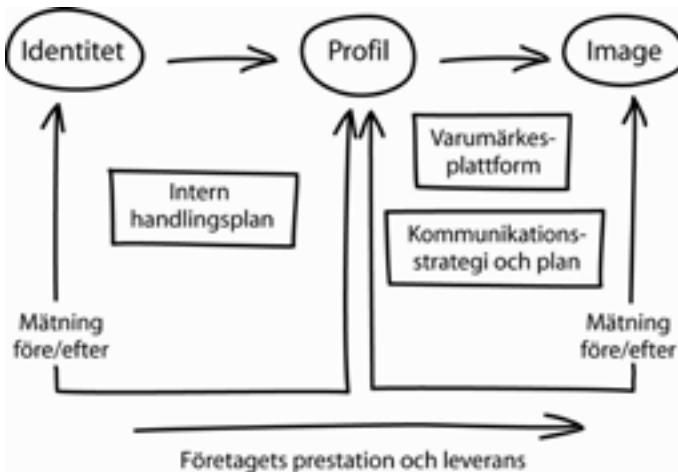 Identitet
Profil
Image
Varumärkes-
plattform
Intern
handlingsplan
Kommunikations-
strategi och plan
Mätning
före/efter
Mätning
före/efter
Företagets prestation och leverans